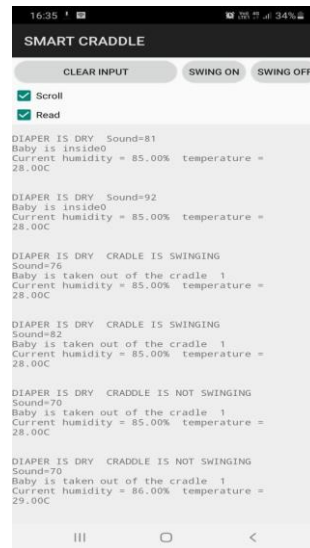 16:35
34%
SMART CRADDLE
CLEAR INPUT SWING ON SWING OFF
Scroll
Read
DIAPER IS DRY Sound=81
Baby is inside0
Current humidity = 85.00% temperature =
28.00C
DIAPER IS DRY Sound=92
Baby is inside0
Current humidity = 85.00% temperature =
28.00C
DIAPER IS DRY CRADLE IS SWINGING
Sound=76
Baby is taken out of the cradle 1
Current humidity = 85.00% temperature =
28.00C
DIAPER IS DRY CRADDLE IS SWINGING
Sound=82
Baby is taken out of the cradle 1
Current humidity = 85.00% temperature =
28.00C
DIAPER IS DRY CRADDLE IS NOT SWINGING
Sound=70
Baby is taken out of the cradle 1
Current humidity = 85.00% temperature =
28.00C
DIAPER IS DRY CRADDLE IS NOT SWINGING
Sound=70
Baby is taken out of the cradle 1
Current humidity = 86.00% temperature =
29.00C